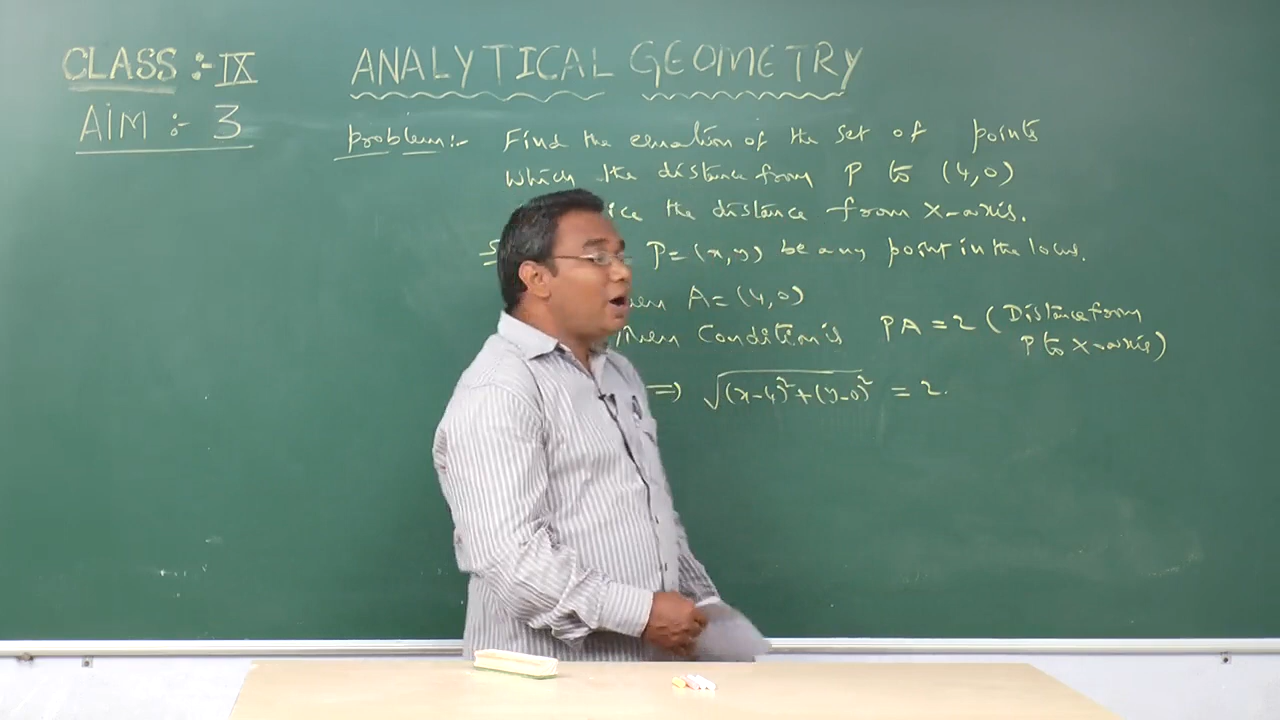 CLASS :- IX
ANALYTICAL GEOMETRY
AIM :- 3
problem:- Find the equation of the set of points
which the distance from P to (4,0)
ice the distance from X-axis.
P=(x,y) be any point in the locus.
A=(4,0)
Condition is PA = 2 (Distance from
P to X-axis)
=> √(x-4)²+(y-0)² = 2.